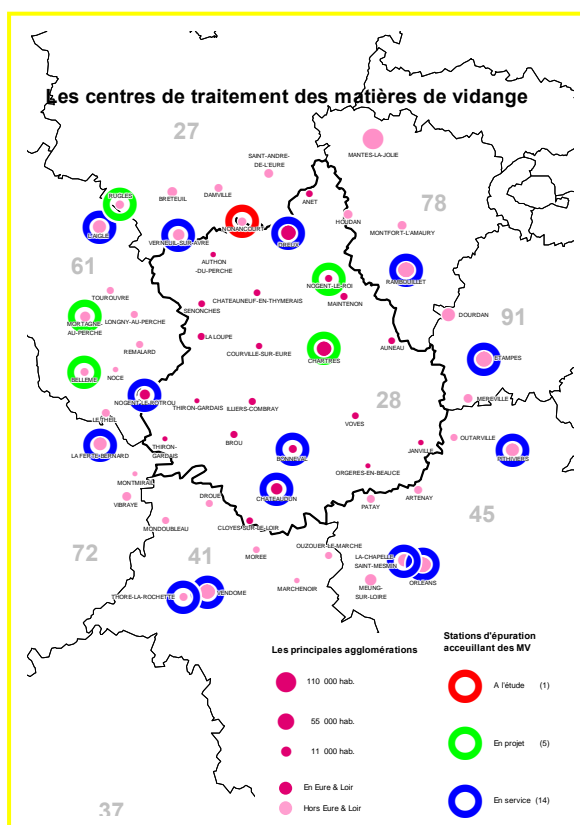 Les centres de traitement des matières de vidange
27
SAINT-ANDRE-
DE-L'EURE
MANTES-LA-JOLIE
RUGLES
BRETEUIL
DAMVILLE
ANET
78
HOUDAN
NONANCOURT
MONTFORT-L'AMAURY
L'AIGLE
VERNEUIL-SUR-AVRE
DREUX
61
AUTHON
-DU-PERCHE
RAMBOUILLET
NOGENT-LE-ROI
TOUROUVRE
CHATEAUNEUF-EN-THYMERAIS
MAINTENON
SENONCHES
LONGNY-AU-PERCHE
DOURDAN
91
MORTAGNE-
AU-PERCHE
LA LOUPE
REMALARD
COURVILLE-SUR-EURE
AUNEAU
CHARTRES
ETAMPES
BELLEME
NOCE
NOGENT-LE-ROTROU
THIRON-GARDAIS
ILLIERS-COMBRAY
28
MEREVILLE
LE THEIL
VOVES
BROU
THIRON-
GARDAIS
JANVILLE
OUTARVILLE
LA FERTE-BERNARD
BONNEVAL
PITHIVIERS
ORGERES-EN-BEAUCE
MONTMIRAIL
CHATEAUDUN
ARTENAY
VIBRAYE
DROUE
PATAY
45
MONDOUBLEAU
CLOYES-SUR-DE-LOIR
72
41
MOREE
OUZOUER-LE-MARCHE
LA-CHAPELLE
SAINT-MESMIN
ORLEANS
MARCHENOIR
MEUNG-
SUR-LOIRE
THORE-LA-ROCHETTE
VENDOME
Les principales agglomérations
110 000 hab.
55 000 hab.
11 000 hab.
En Eure & Loir
Hors Eure & Loir
Stations d'épuration
acceuillant des MV
A l'étude (1)
En projet (5)
En service (14)
37